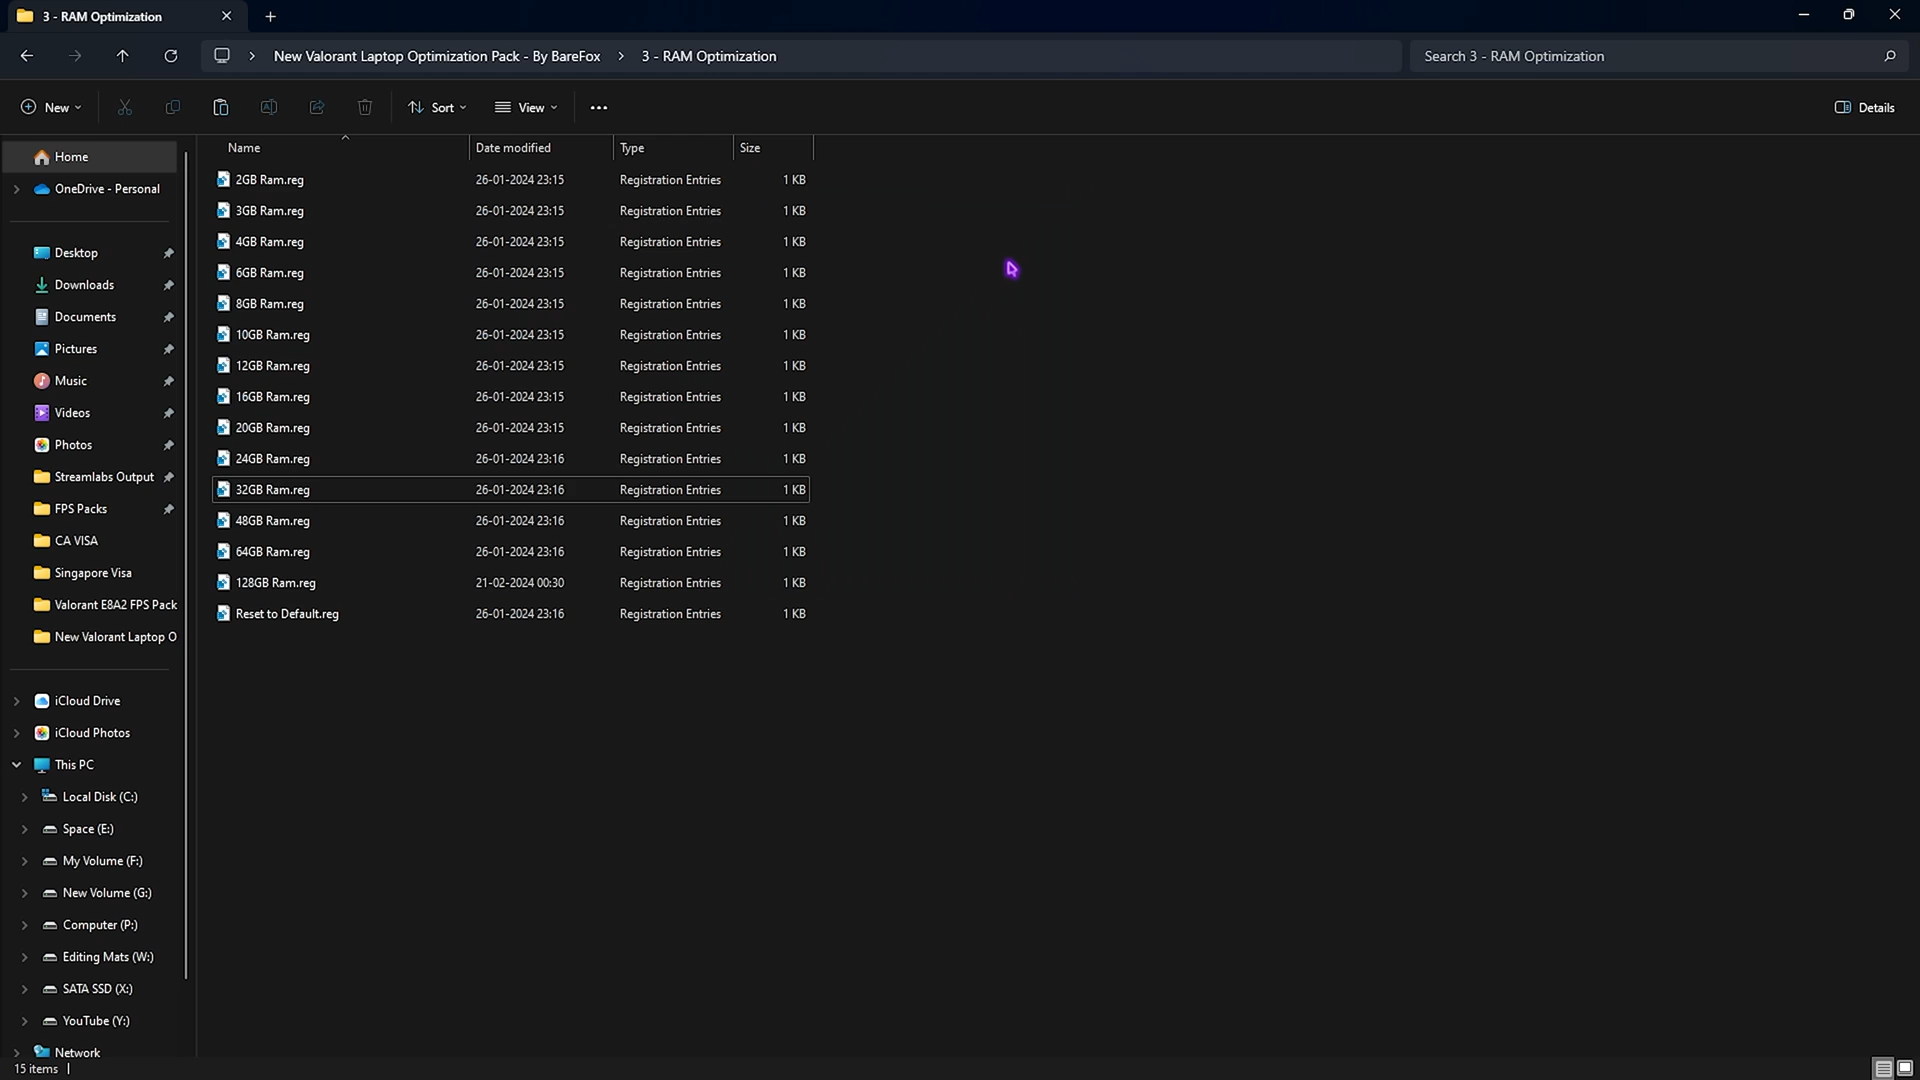 3 - RAM Optimization
New Valorant Laptop Optimization Pack - By BareFox > 3 - RAM Optimization
Search 3 - RAM Optimization
New
Sort
View
Details
Name Date modified Type Size
2GB Ram.reg 26-01-2024 23:15 Registration Entries 1 KB
3GB Ram.reg 26-01-2024 23:15 Registration Entries 1 KB
4GB Ram.reg 26-01-2024 23:15 Registration Entries 1 KB
6GB Ram.reg 26-01-2024 23:15 Registration Entries 1 KB
8GB Ram.reg 26-01-2024 23:15 Registration Entries 1 KB
10GB Ram.reg 26-01-2024 23:15 Registration Entries 1 KB
12GB Ram.reg 26-01-2024 23:15 Registration Entries 1 KB
16GB Ram.reg 26-01-2024 23:15 Registration Entries 1 KB
20GB Ram.reg 26-01-2024 23:15 Registration Entries 1 KB
24GB Ram.reg 26-01-2024 23:16 Registration Entries 1 KB
32GB Ram.reg 26-01-2024 23:16 Registration Entries 1 KB
48GB Ram.reg 26-01-2024 23:16 Registration Entries 1 KB
64GB Ram.reg 26-01-2024 23:16 Registration Entries 1 KB
128GB Ram.reg 21-02-2024 00:30 Registration Entries 1 KB
Reset to Default.reg 26-01-2024 23:16 Registration Entries 1 KB
Home
OneDrive - Personal
Desktop
Downloads
Documents
Pictures
Music
Videos
Photos
Streamlabs Output
FPS Packs
CA VISA
Singapore Visa
Valorant E8A2 FPS Pack
New Valorant Laptop O
iCloud Drive
iCloud Photos
This PC
Local Disk (C:)
Space (E:)
My Volume (F:)
New Volume (G:)
Computer (P:)
Editing Mats (W:)
SATA SSD (X:)
YouTube (Y:)
Network
15 items